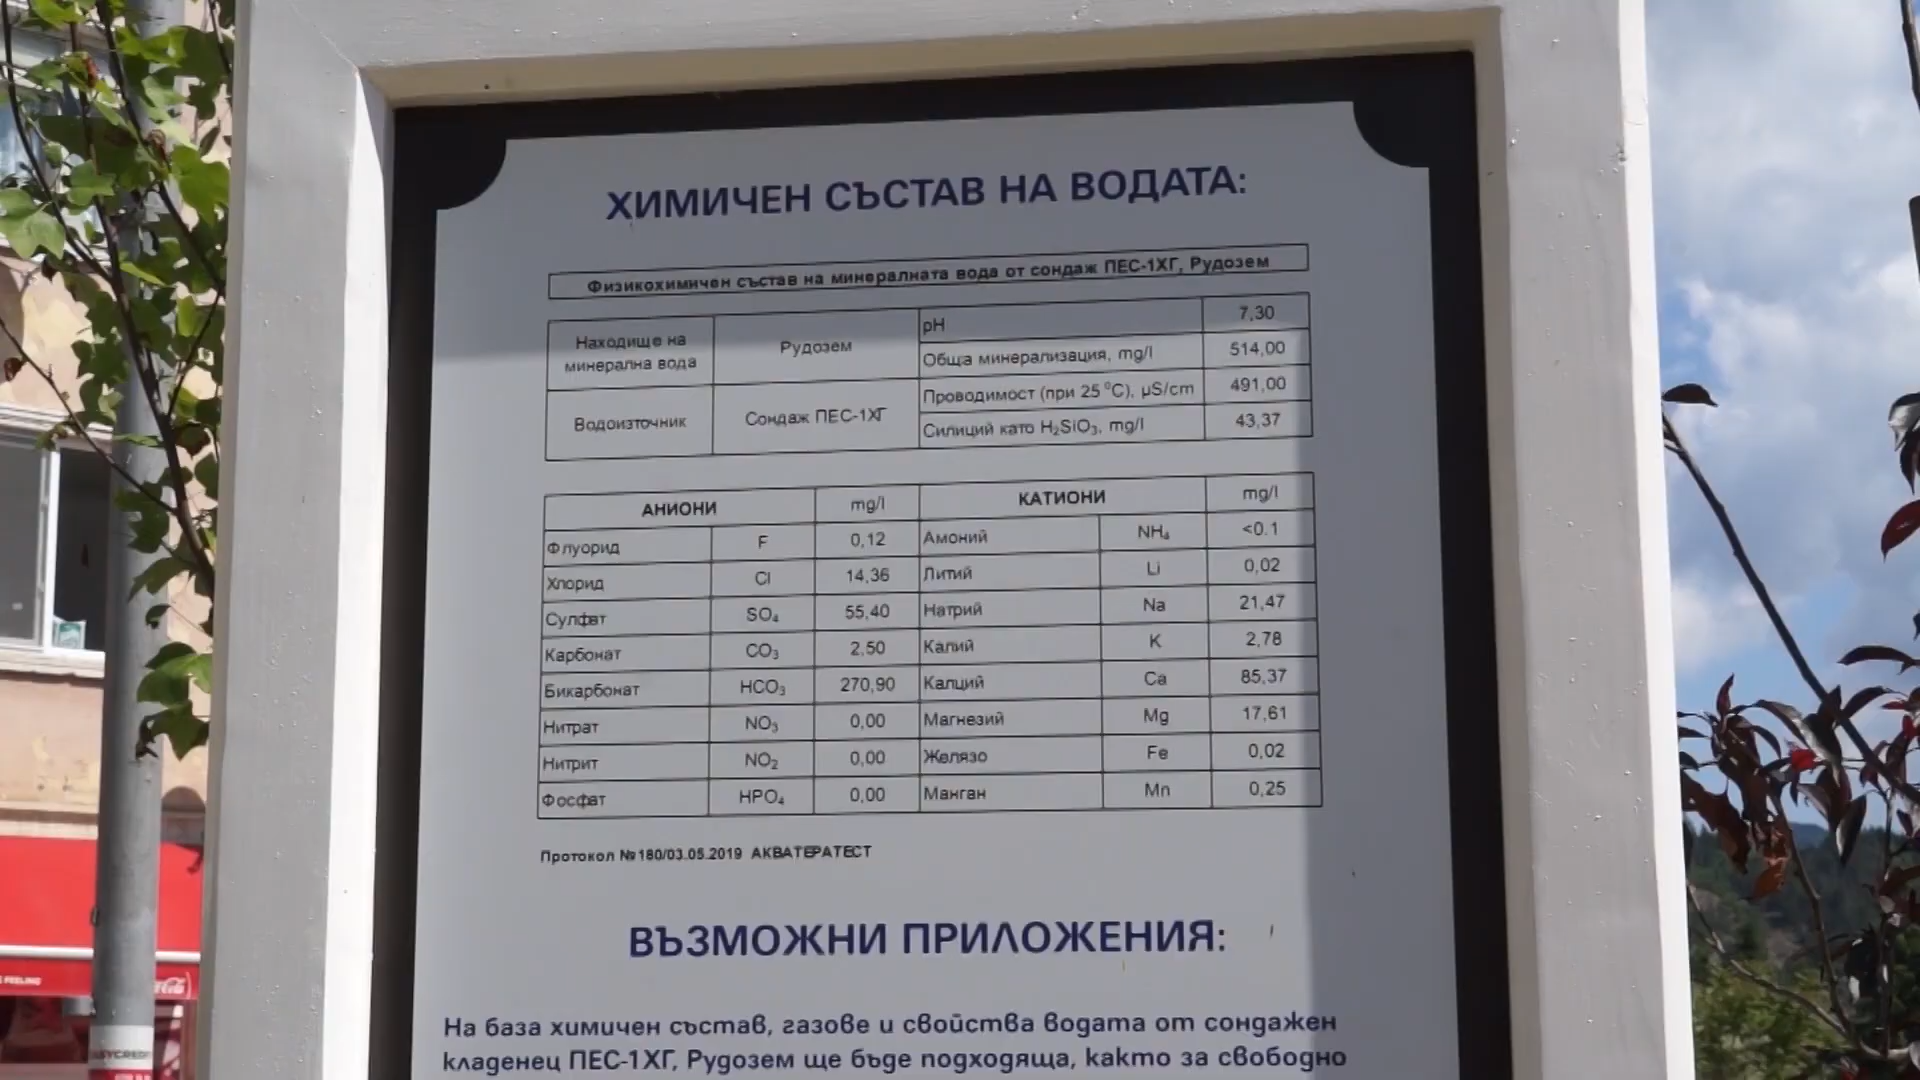 ХИМИЧЕН СЪСТАВ НА ВОДАТА:
Физикохимичен състав на минералната вода от сондаж ПЕС-1ХГ, Рудозем
Находище на минерална вода Рудозем pH 7,30
Обща минерализация, mg/l 514,00
Водоизточник Сондаж ПЕС-1ХГ Проводимост (при 25 °C), µS/cm 491,00
Силиций като H₂SiO₃, mg/l 43,37
АНИОНИ mg/l КАТИОНИ mg/l
Флуорид F 0,12 Амоний NH₄ <0.1
Хлорид Cl 14,36 Литий Li 0,02
Сулфат SO₄ 55,40 Натрий Na 21,47
Карбонат CO₃ 2,50 Калий K 2,78
Бикарбонат HCO₃ 270,90 Калций Ca 85,37
Нитрат NO₃ 0,00 Магнезий Mg 17,61
Нитрит NO₂ 0,00 Желязо Fe 0,02
Фосфат HPO₄ 0,00 Манган Mn 0,25
Протокол №180/03.05.2019 АКВАТЕРАТЕСТ
ВЪЗМОЖНИ ПРИЛОЖЕНИЯ:
На база химичен състав, газове и свойства водата от сондажен
кладенец ПЕС-1ХГ, Рудозем ще бъде подходяща, както за свободно
FEELING